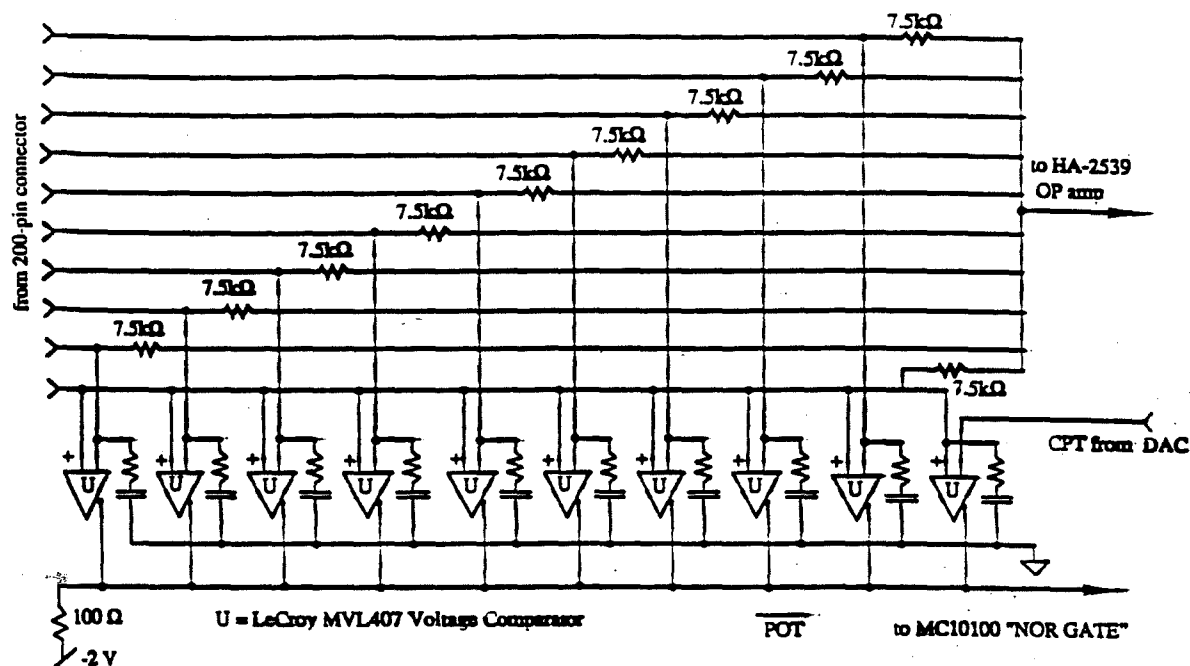 7.5kΩ
7.5kΩ
7.5kΩ
7.5kΩ
7.5kΩ
7.5kΩ
7.5kΩ
7.5kΩ
7.5kΩ
from 200-pin connector
to HA-2539
OP amp
7.5kΩ
CPT from DAC
+ + + + + + + + + +
U U U U U U U U U U
100 Ω
-2 V
U = LeCroy MVL407 Voltage Comparator
POT
to MC10100 "NOR GATE"